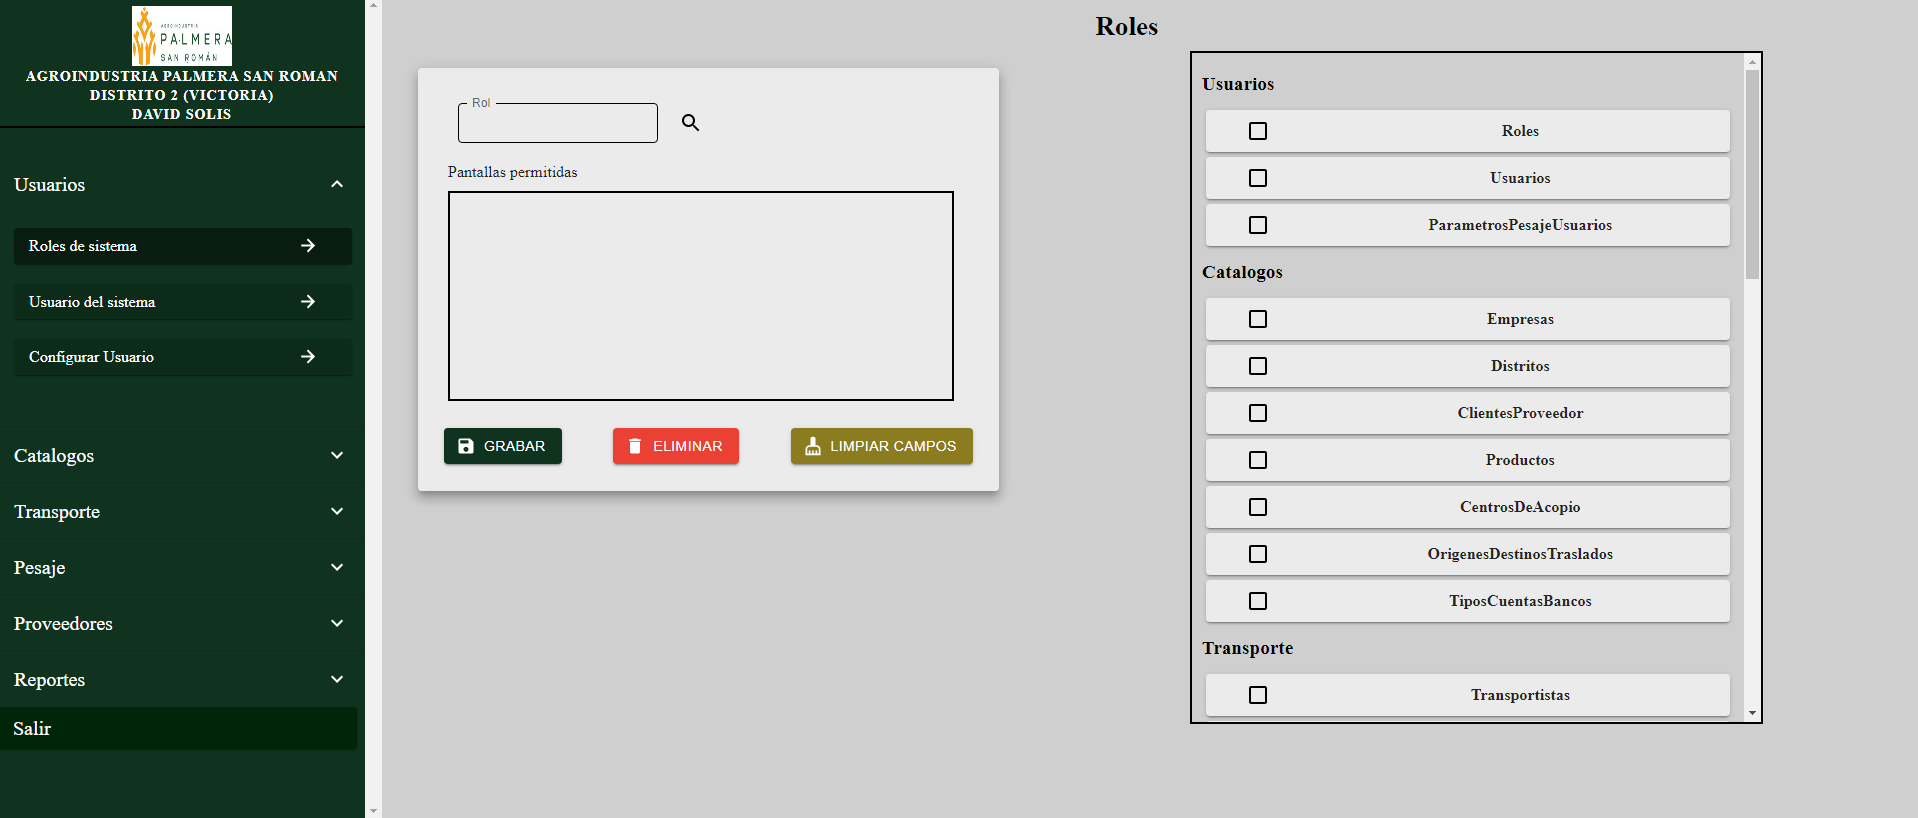 AGROINDUSTRIA
PALMERA
SAN ROMÁN
AGROINDUSTRIA PALMERA SAN ROMAN
DISTRITO 2 (VICTORIA)
DAVID SOLIS
Usuarios
Roles de sistema
Usuario del sistema
Configurar Usuario
Catalogos
Transporte
Pesaje
Proveedores
Reportes
Salir
Roles
Rol
Pantallas permitidas
GRABAR
ELIMINAR
LIMPIAR CAMPOS
Usuarios
Roles
Usuarios
ParametrosPesajeUsuarios
Catalogos
Empresas
Distritos
ClientesProveedor
Productos
CentrosDeAcopio
OrigenesDestinosTraslados
TiposCuentasBancos
Transporte
Transportistas